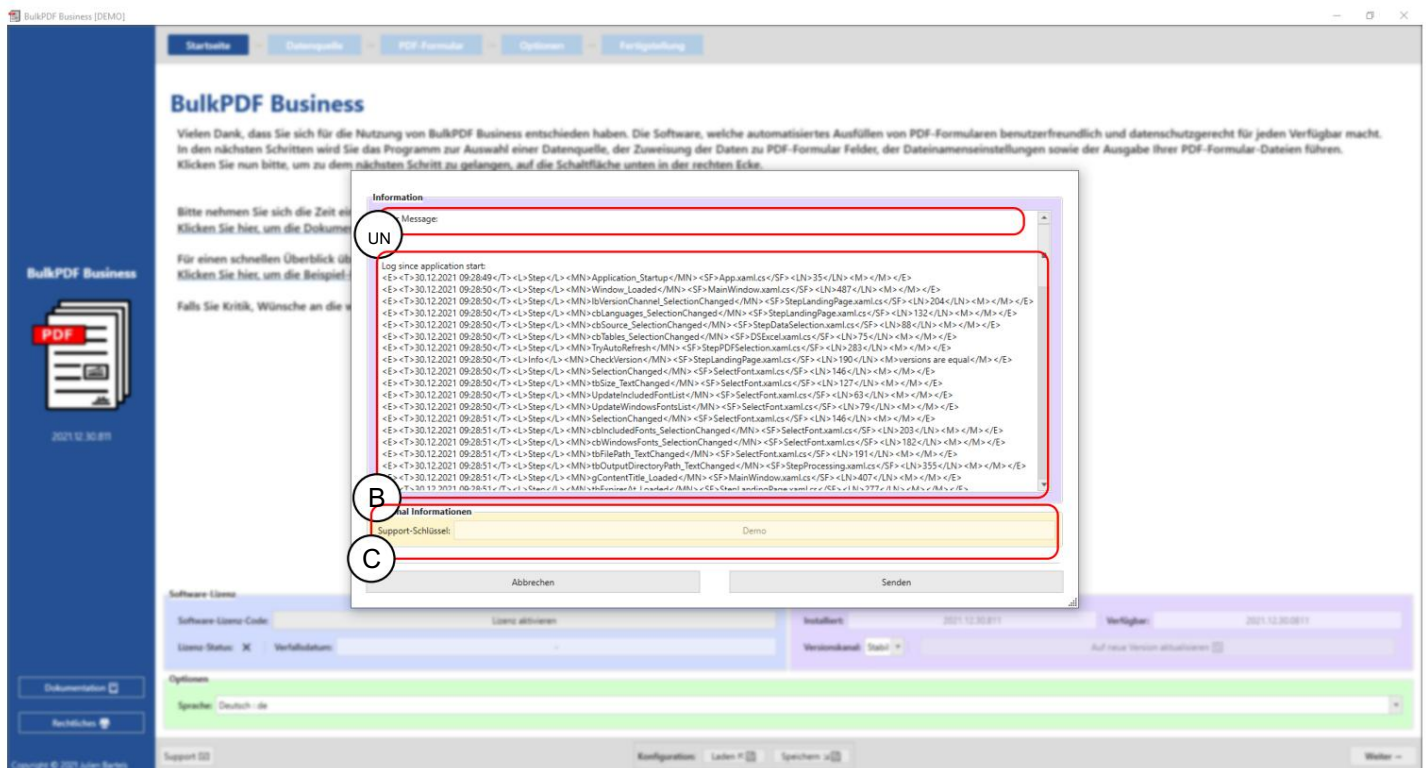 BulkPDF Business [DEMO]
Startseite
Datenquelle
PDF-Formular
Optionen
Fertigstellung
BulkPDF Business
Vielen Dank, dass Sie sich für die Nutzung von BulkPDF Business entschieden haben. Die Software, welche automatisiertes Ausfüllen von PDF-Formularen benutzerfreundlich und datenschutzgerecht für jeden Verfügbar macht.
In den nächsten Schritten wird Sie das Programm zur Auswahl einer Datenquelle, der Zuweisung der Daten zu PDF-Formular Felder, der Dateinamenseinstellungen sowie der Ausgabe Ihrer PDF-Formular-Dateien führen.
Klicken Sie nun bitte, um zu dem nächsten Schritt zu gelangen, auf die Schaltfläche unten in der rechten Ecke.
Bitte nehmen Sie sich die Zeit
Klicken Sie hier, um die
Für einen schnellen Überblick
Klicken Sie hier, um die Beispiel-
Falls Sie Kritik, Wünsche an die
BulkPDF Business
PDF
2021.12.30.811
Information
Message:
UN
Log since application start:
<E><T>30.12.2021 09:28:49</T><L>Step</L><MN>Application_Startup</MN><SF>App.xaml.cs</SF><LN>35</LN><M></M></E>
<E><T>30.12.2021 09:28:50</T><L>Step</L><MN>Window_Loaded</MN><SF>MainWindow.xaml.cs</SF><LN>487</LN><M></M></E>
<E><T>30.12.2021 09:28:50</T><L>Step</L><MN>lbVersionChannel_SelectionChanged</MN><SF>StepLandingPage.xaml.cs</SF><LN>204</LN><M></M></E>
<E><T>30.12.2021 09:28:50</T><L>Step</L><MN>cbLanguages_SelectionChanged</MN><SF>StepLandingPage.xaml.cs</SF><LN>132</LN><M></M></E>
<E><T>30.12.2021 09:28:50</T><L>Step</L><MN>cbSource_SelectionChanged</MN><SF>StepDataSelection.xaml.cs</SF><LN>88</LN><M></M></E>
<E><T>30.12.2021 09:28:50</T><L>Step</L><MN>cbTables_SelectionChanged</MN><SF>DSExcel.xaml.cs</SF><LN>75</LN><M></M></E>
<E><T>30.12.2021 09:28:50</T><L>Step</L><MN>TryAutoRefresh</MN><SF>StepPDFSelection.xaml.cs</SF><LN>283</LN><M></M></E>
<E><T>30.12.2021 09:28:50</T><L>Info</L><MN>CheckVersion</MN><SF>StepLandingPage.xaml.cs</SF><LN>190</LN><M>versions are equal</M></E>
<E><T>30.12.2021 09:28:50</T><L>Step</L><MN>SelectionChanged</MN><SF>SelectFont.xaml.cs</SF><LN>146</LN><M></M></E>
<E><T>30.12.2021 09:28:50</T><L>Step</L><MN>tbSize_TextChanged</MN><SF>SelectFont.xaml.cs</SF><LN>127</LN><M></M></E>
<E><T>30.12.2021 09:28:50</T><L>Step</L><MN>UpdateIncludedFontList</MN><SF>SelectFont.xaml.cs</SF><LN>63</LN><M></M></E>
<E><T>30.12.2021 09:28:50</T><L>Step</L><MN>UpdateWindowsFontsList</MN><SF>SelectFont.xaml.cs</SF><LN>79</LN><M></M></E>
<E><T>30.12.2021 09:28:51</T><L>Step</L><MN>SelectionChanged</MN><SF>SelectFont.xaml.cs</SF><LN>146</LN><M></M></E>
<E><T>30.12.2021 09:28:51</T><L>Step</L><MN>cbIncludedFonts_SelectionChanged</MN><SF>SelectFont.xaml.cs</SF><LN>203</LN><M></M></E>
<E><T>30.12.2021 09:28:51</T><L>Step</L><MN>cbWindowsFonts_SelectionChanged</MN><SF>SelectFont.xaml.cs</SF><LN>182</LN><M></M></E>
<E><T>30.12.2021 09:28:51</T><L>Step</L><MN>tbFilePath_TextChanged</MN><SF>SelectFont.xaml.cs</SF><LN>191</LN><M></M></E>
<E><T>30.12.2021 09:28:51</T><L>Step</L><MN>tbOutputDirectoryPath_TextChanged</MN><SF>StepProcessing.xaml.cs</SF><LN>355</LN><M></M></E>
<T>30.12.2021 09:28:51</T><L>Step</L><MN>gContentTitle_Loaded</MN><SF>MainWindow.xaml.cs</SF><LN>407</LN><M></M></E>
<T>30.12.2021 09:28:51</T><L>Step</L><MN>tbExpiresAt_Loaded</MN><SF>StepLandingPage.xaml.cs</SF><LN>277</LN><M></M></E>
B
Informationen
Support-Schlüssel: Demo
C
Abbrechen
Senden
Software-Lizenz
Software-Lizenz-Code: Lizenz aktivieren
Installiert: 2021.12.30.811
Verfügbar: 2021.12.30.0811
Lizenz-Status: X
Verfallsdatum: -
Versionskanal: Stabil
Auf neue Version aktualisieren
Optionen
Sprache: Deutsch : de
Dokumentation
Rechtliches
Copyright © 2021 Julien Bartels
Support
Konfiguration:
Laden
Speichern
Weiter